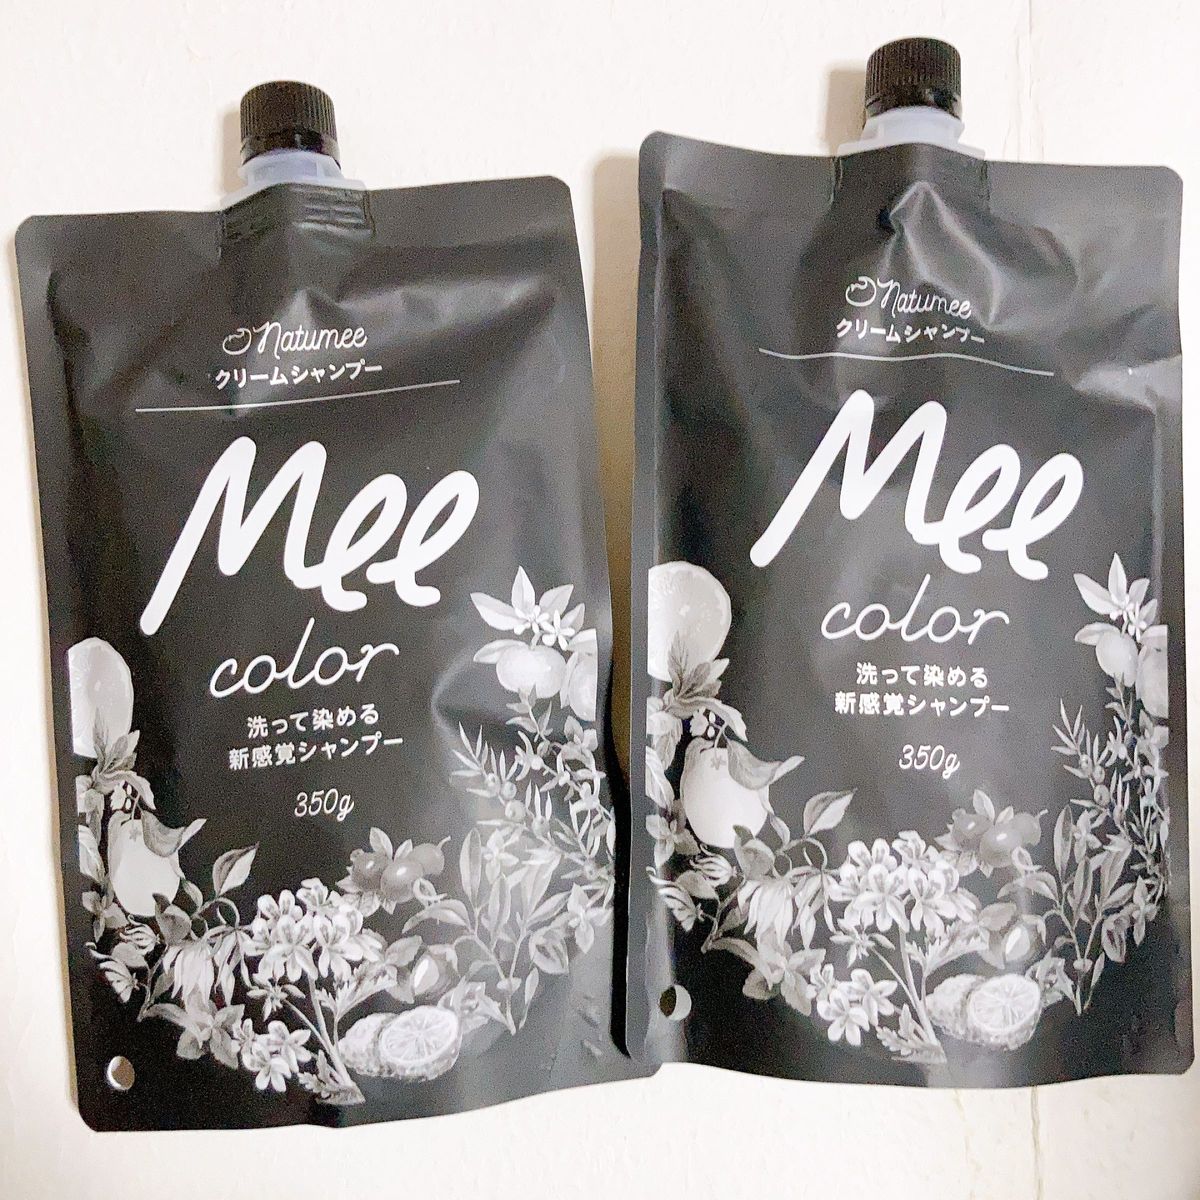 Natumee
クリームシャンプー
Mee
color
洗って染める
新感覚シャンプー
350g
Natumee
クリームシャンプー
Mee
color
洗って染める
新感覚シャンプー
350g